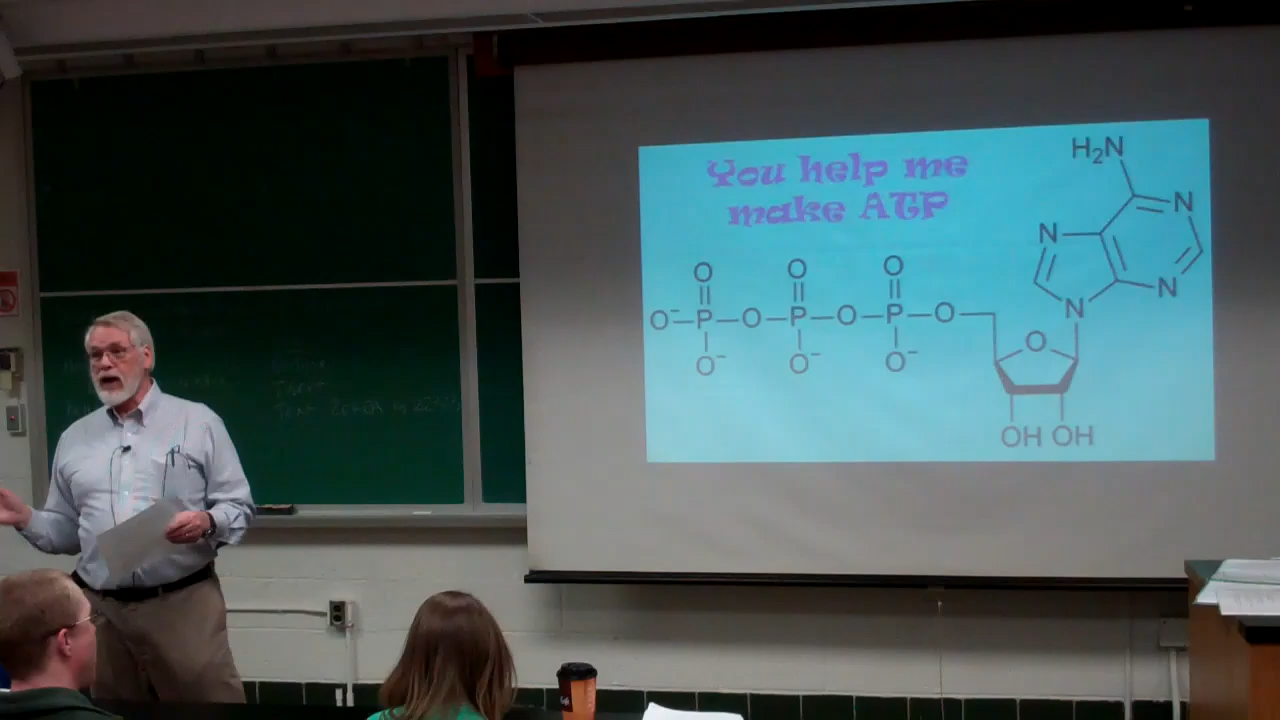 You help me
make ATP
H₂N
N
N
N
N
O O O
O⁻ P O P O P O
O⁻ O⁻ O⁻
O
OH OH